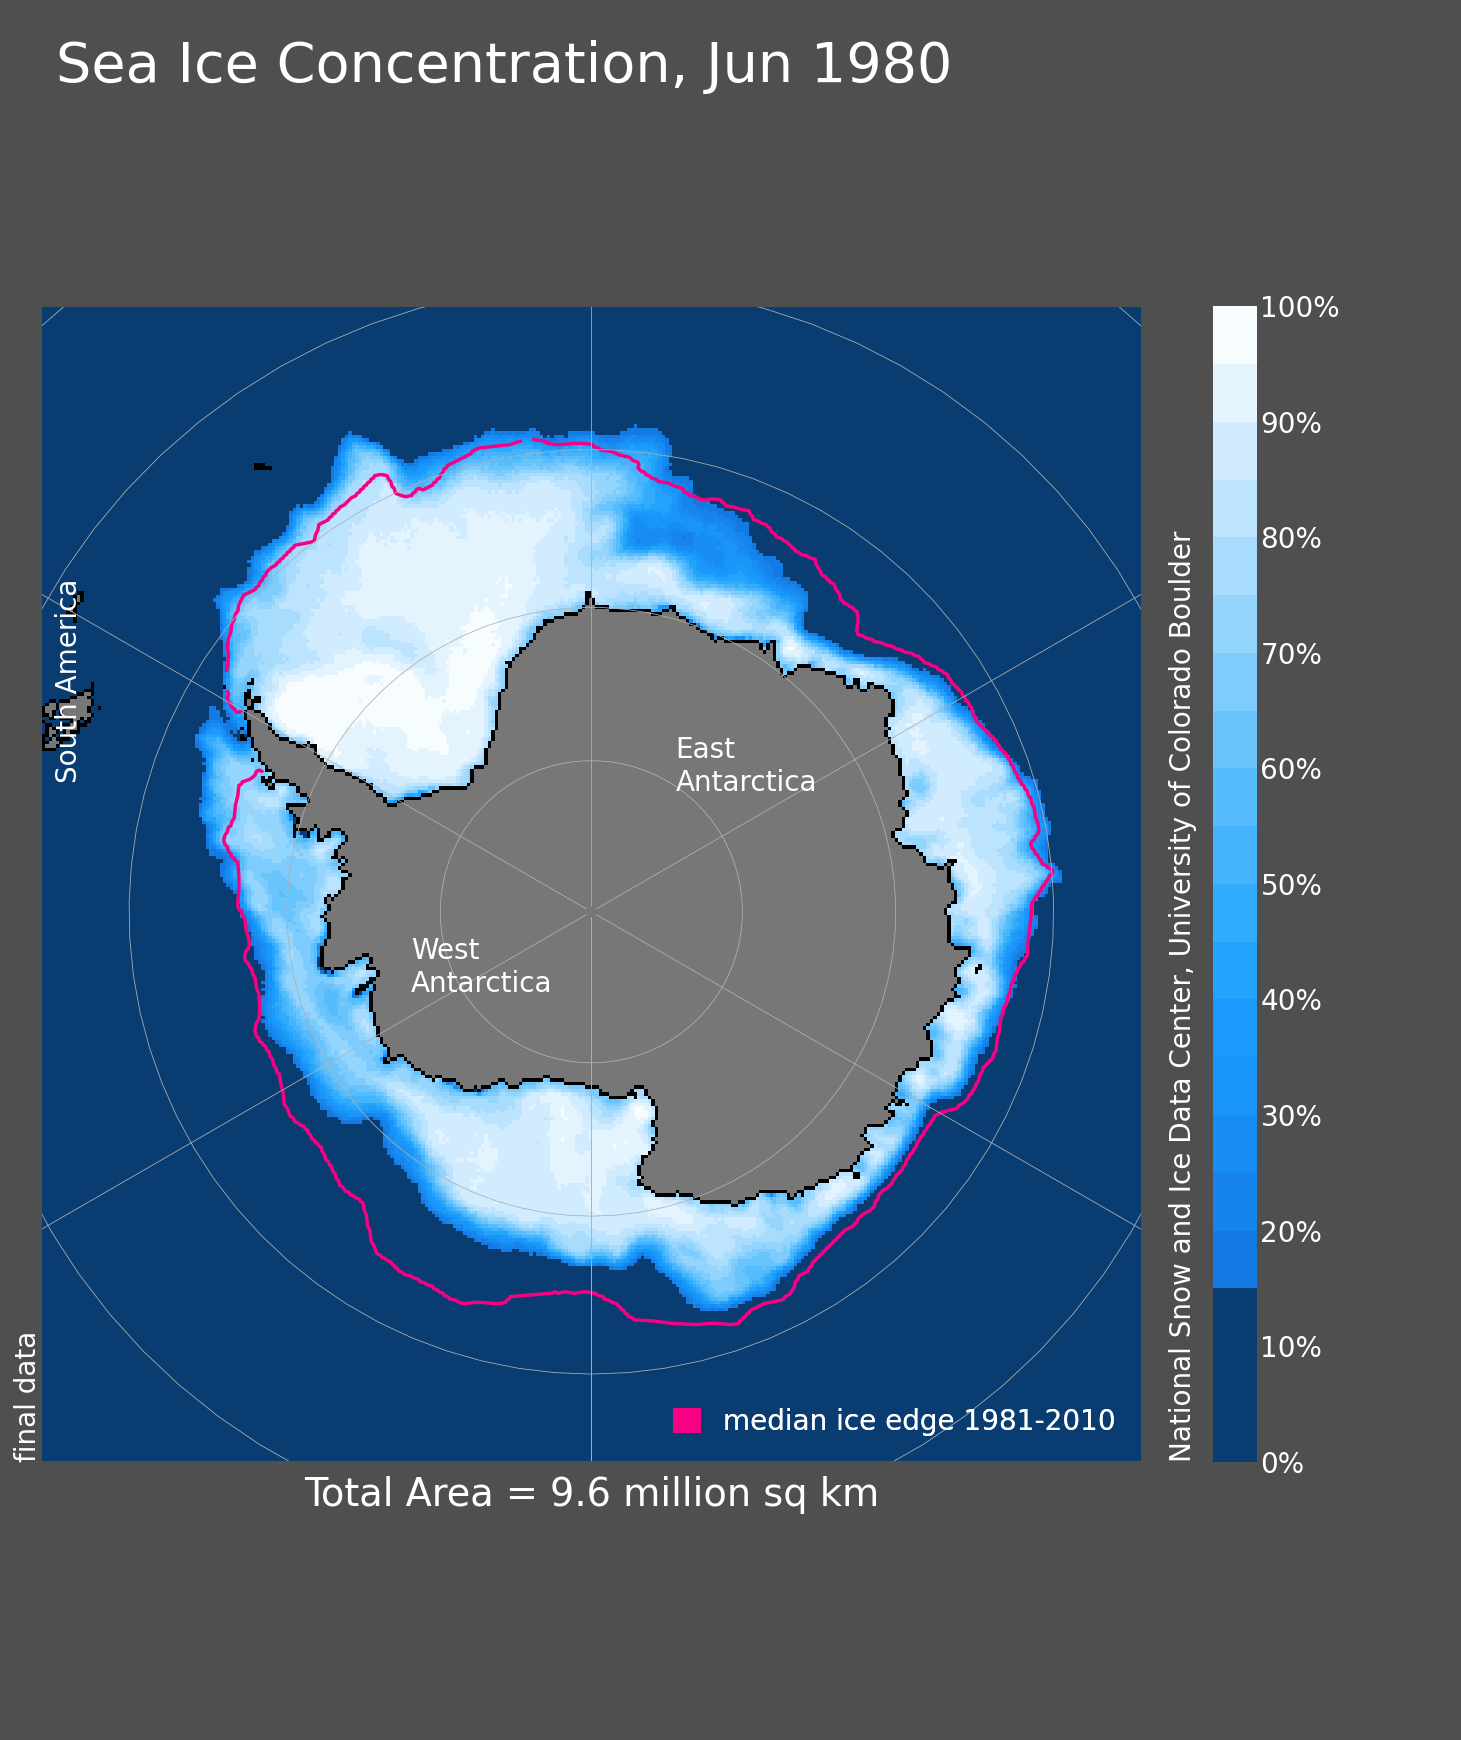 Sea Ice Concentration, Jun 1980
South America
East
Antarctica
West
Antarctica
median ice edge 1981-2010
final data
Total Area = 9.6 million sq km
National Snow and Ice Data Center, University of Colorado Boulder
100%
90%
80%
70%
60%
50%
40%
30%
20%
10%
0%